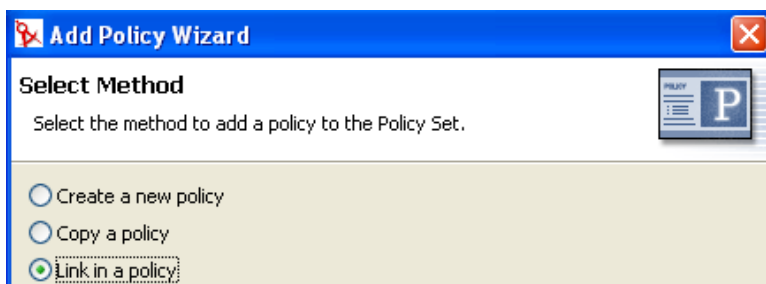 Add Policy Wizard
Select Method
Select the method to add a policy to the Policy Set.
POLICY
P
Create a new policy
Copy a policy
Link in a policy